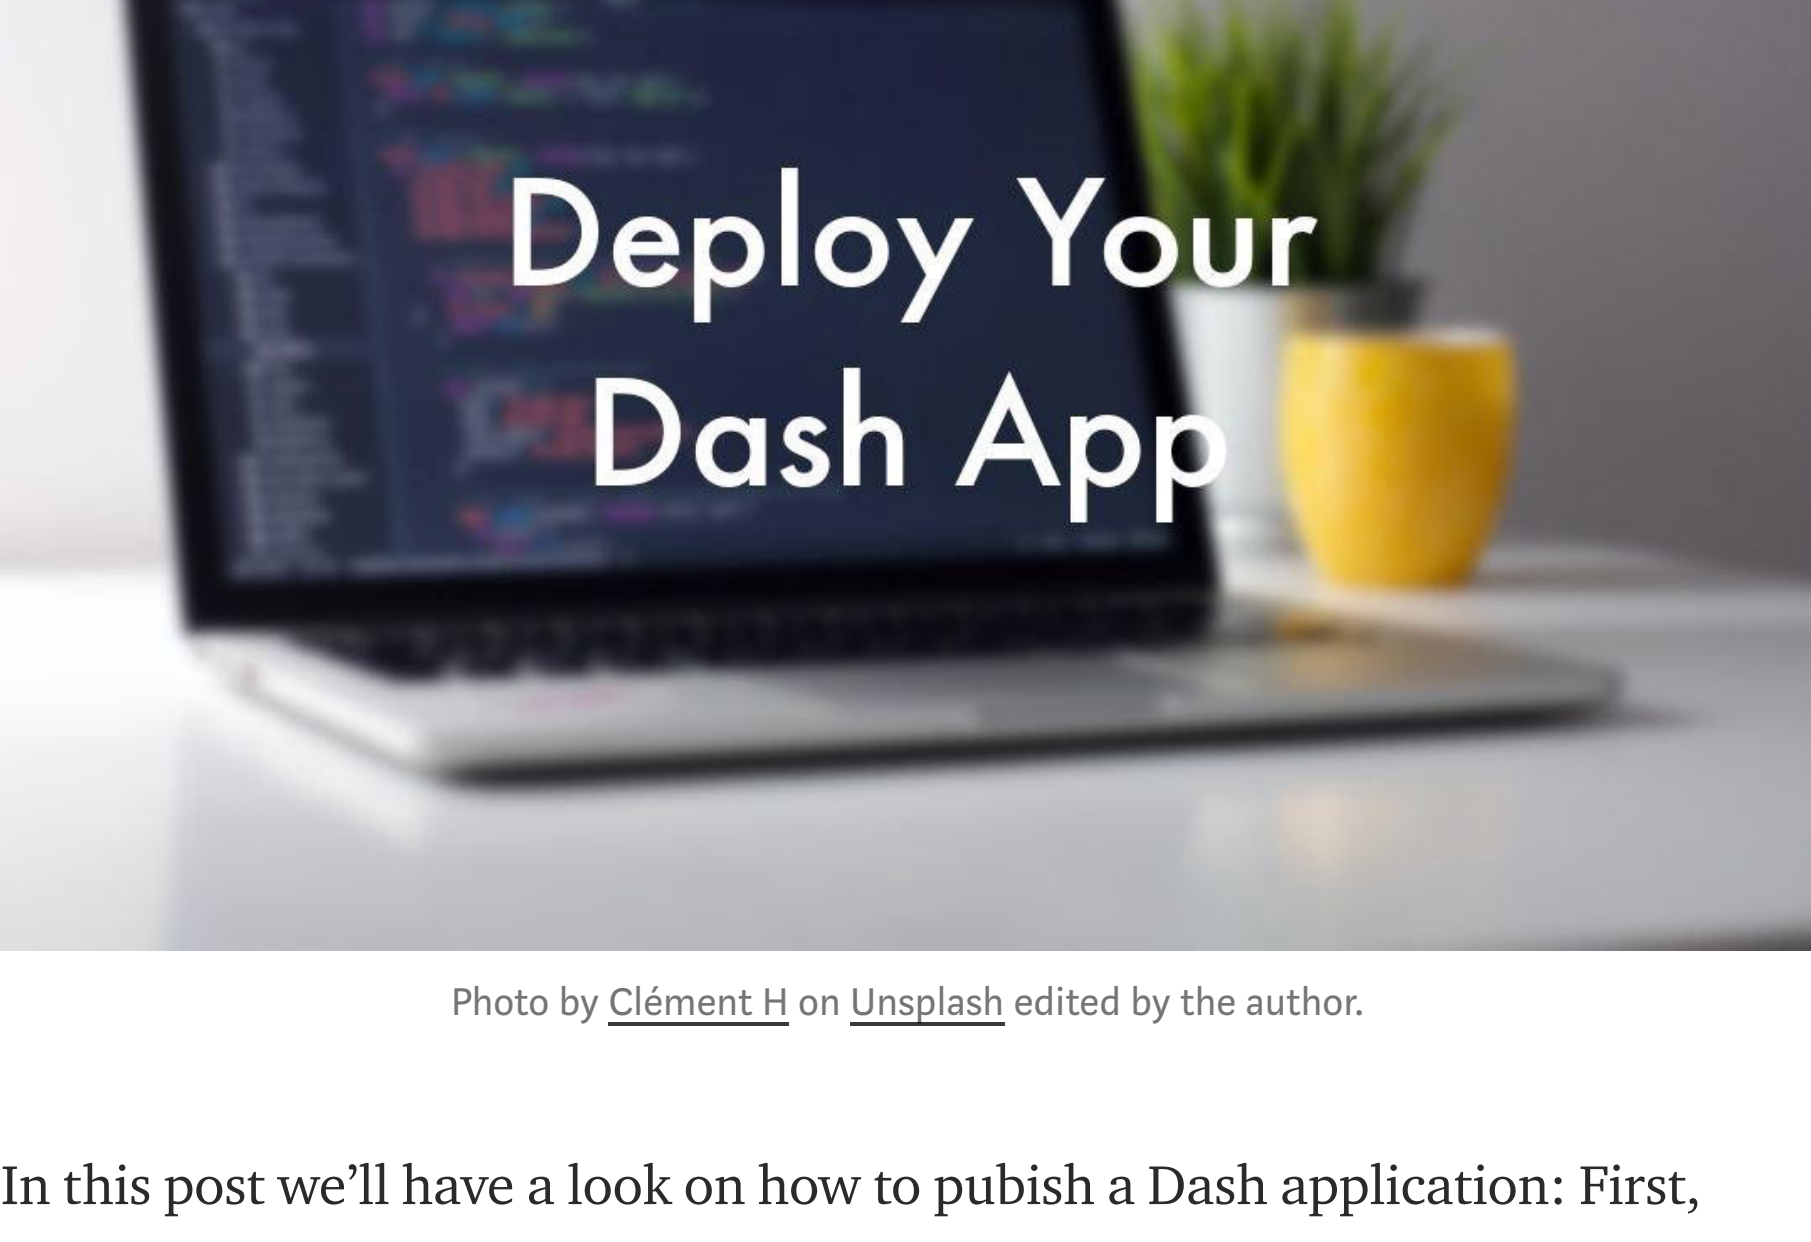 Deploy Your
Dash App
Photo by Clément H on Unsplash edited by the author.
In this post we’ll have a look on how to pubish a Dash application: First,